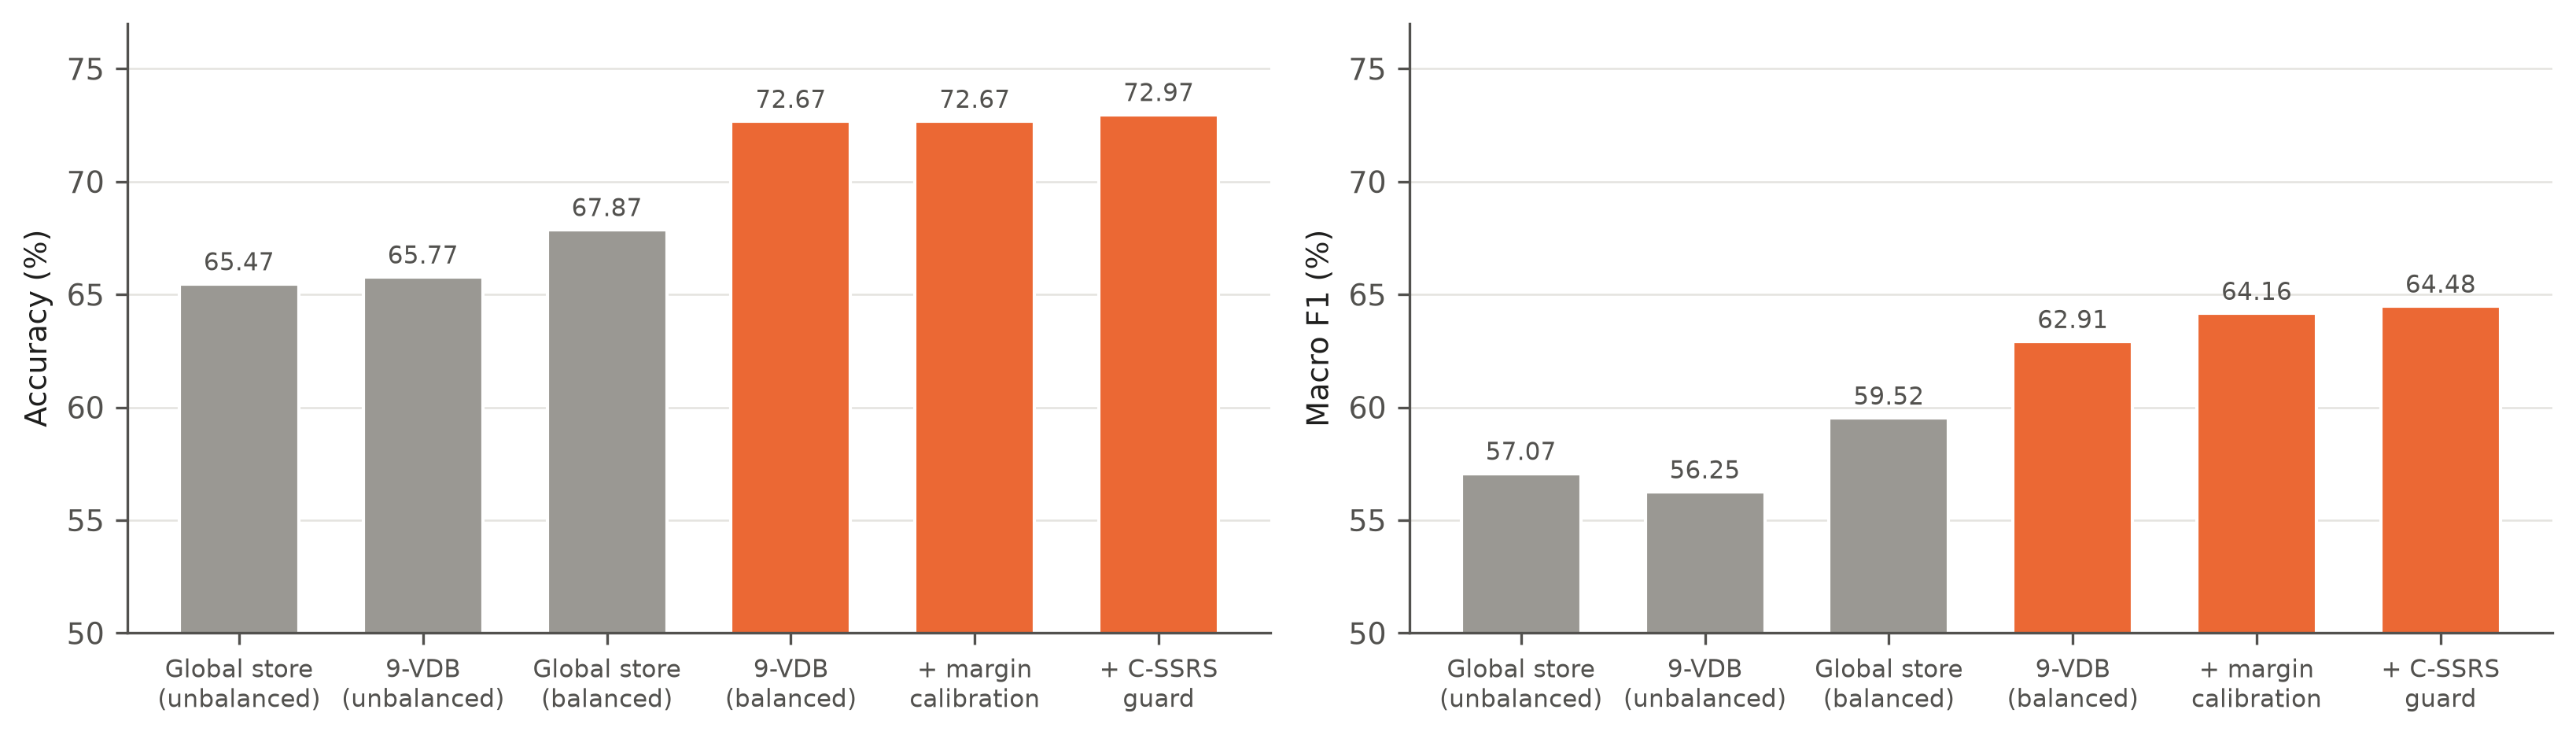 Accuracy (%)
75
70
65
60
55
50
65.47
65.77
67.87
72.67
72.67
72.97
Global store
(unbalanced)
9-VDB
(unbalanced)
Global store
(balanced)
9-VDB
(balanced)
+ margin
calibration
+ C-SSRS
guard
Macro F1 (%)
75
70
65
60
55
50
57.07
56.25
59.52
62.91
64.16
64.48
Global store
(unbalanced)
9-VDB
(unbalanced)
Global store
(balanced)
9-VDB
(balanced)
+ margin
calibration
+ C-SSRS
guard